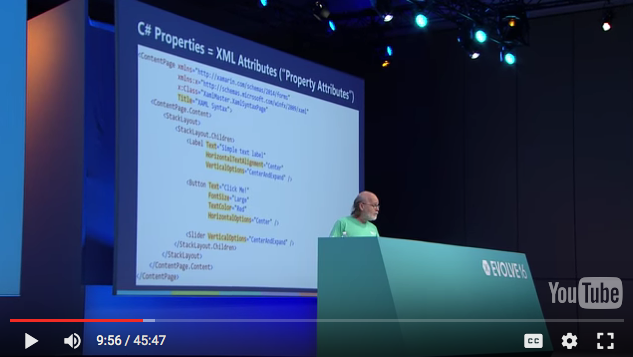 C# Properties = XML Attributes ("Property Attributes")
<ContentPage xmlns="http://xamarin.com/schemas/2014/forms"
xmlns:x="http://schemas.microsoft.com/winfx/2009/xaml"
x:Class="XamlMaster.XamlSyntaxPage"
Title="XAML Syntax">
<ContentPage.Content>
<StackLayout>
<StackLayout.Children>
<Label Text="Simple text label"
HorizontalTextAlignment="Center"
VerticalOptions="CenterAndExpand" />
<Button Text="Click Me!"
FontSize="Large"
TextColor="Red"
HorizontalOptions="Center" />
<Slider VerticalOptions="CenterAndExpand" />
</StackLayout.Children>
</StackLayout>
</ContentPage.Content>
</ContentPage>
EVOLVE16
YouTube
9:56 / 45:47
CC